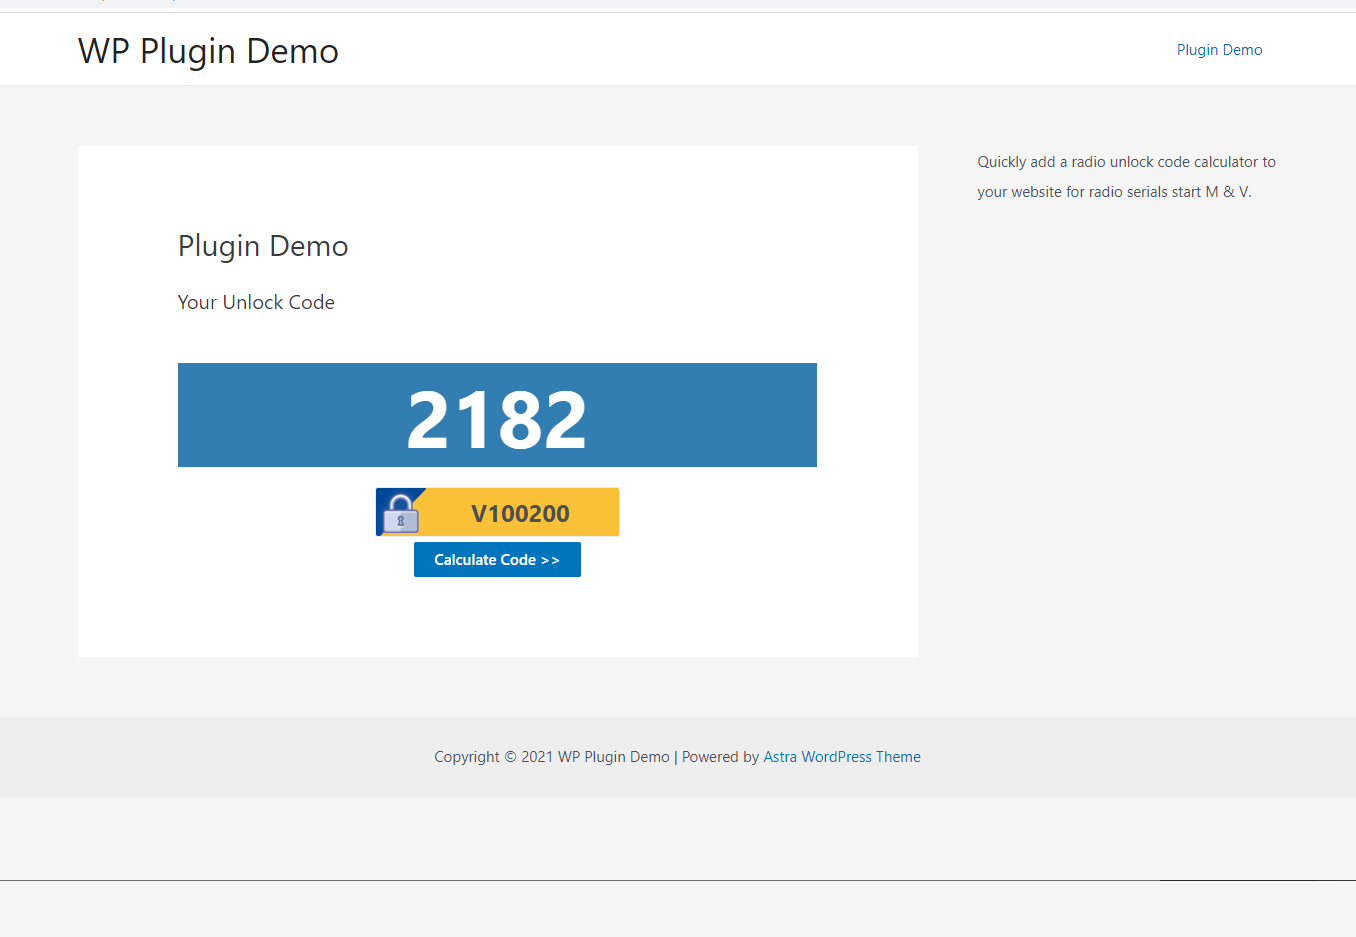 WP Plugin Demo
Plugin Demo
Quickly add a radio unlock code calculator to
your website for radio serials start M & V.
Plugin Demo
Your Unlock Code
2182
V100200
Calculate Code >>
Copyright © 2021 WP Plugin Demo | Powered by Astra WordPress Theme